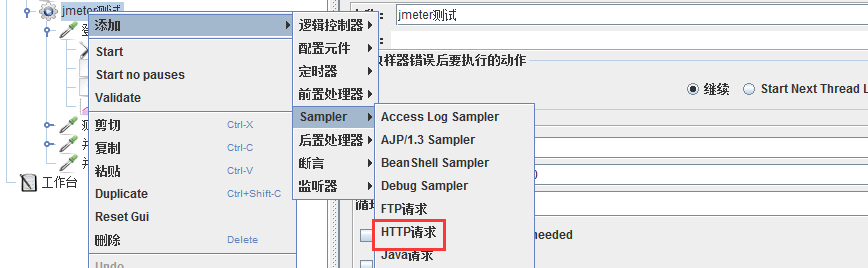 jmeter测试
添加
Start
Start no pauses
Validate
剪切 Ctrl-X
复制 Ctrl-C
粘贴 Ctrl-V
Duplicate Ctrl+Shift-C
Reset Gui
删除 Delete
Undo
工作台
逻辑控制器
配置元件
定时器
前置处理器
Sampler
后置处理器
断言
监听器
Access Log Sampler
AJP/1.3 Sampler
BeanShell Sampler
Debug Sampler
FTP请求
HTTP请求
Java请求
jmeter测试
样器错误后要执行的动作
继续
Start Next Thread L
needed